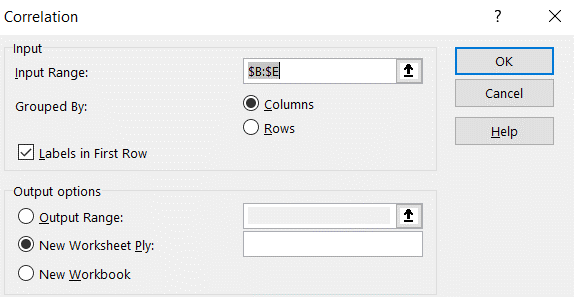 Correlation ?
Input
Input Range: $B:$E
OK
Cancel
Help
Grouped By: Columns
Rows
Labels in First Row
Output options
Output Range:
New Worksheet Ply:
New Workbook